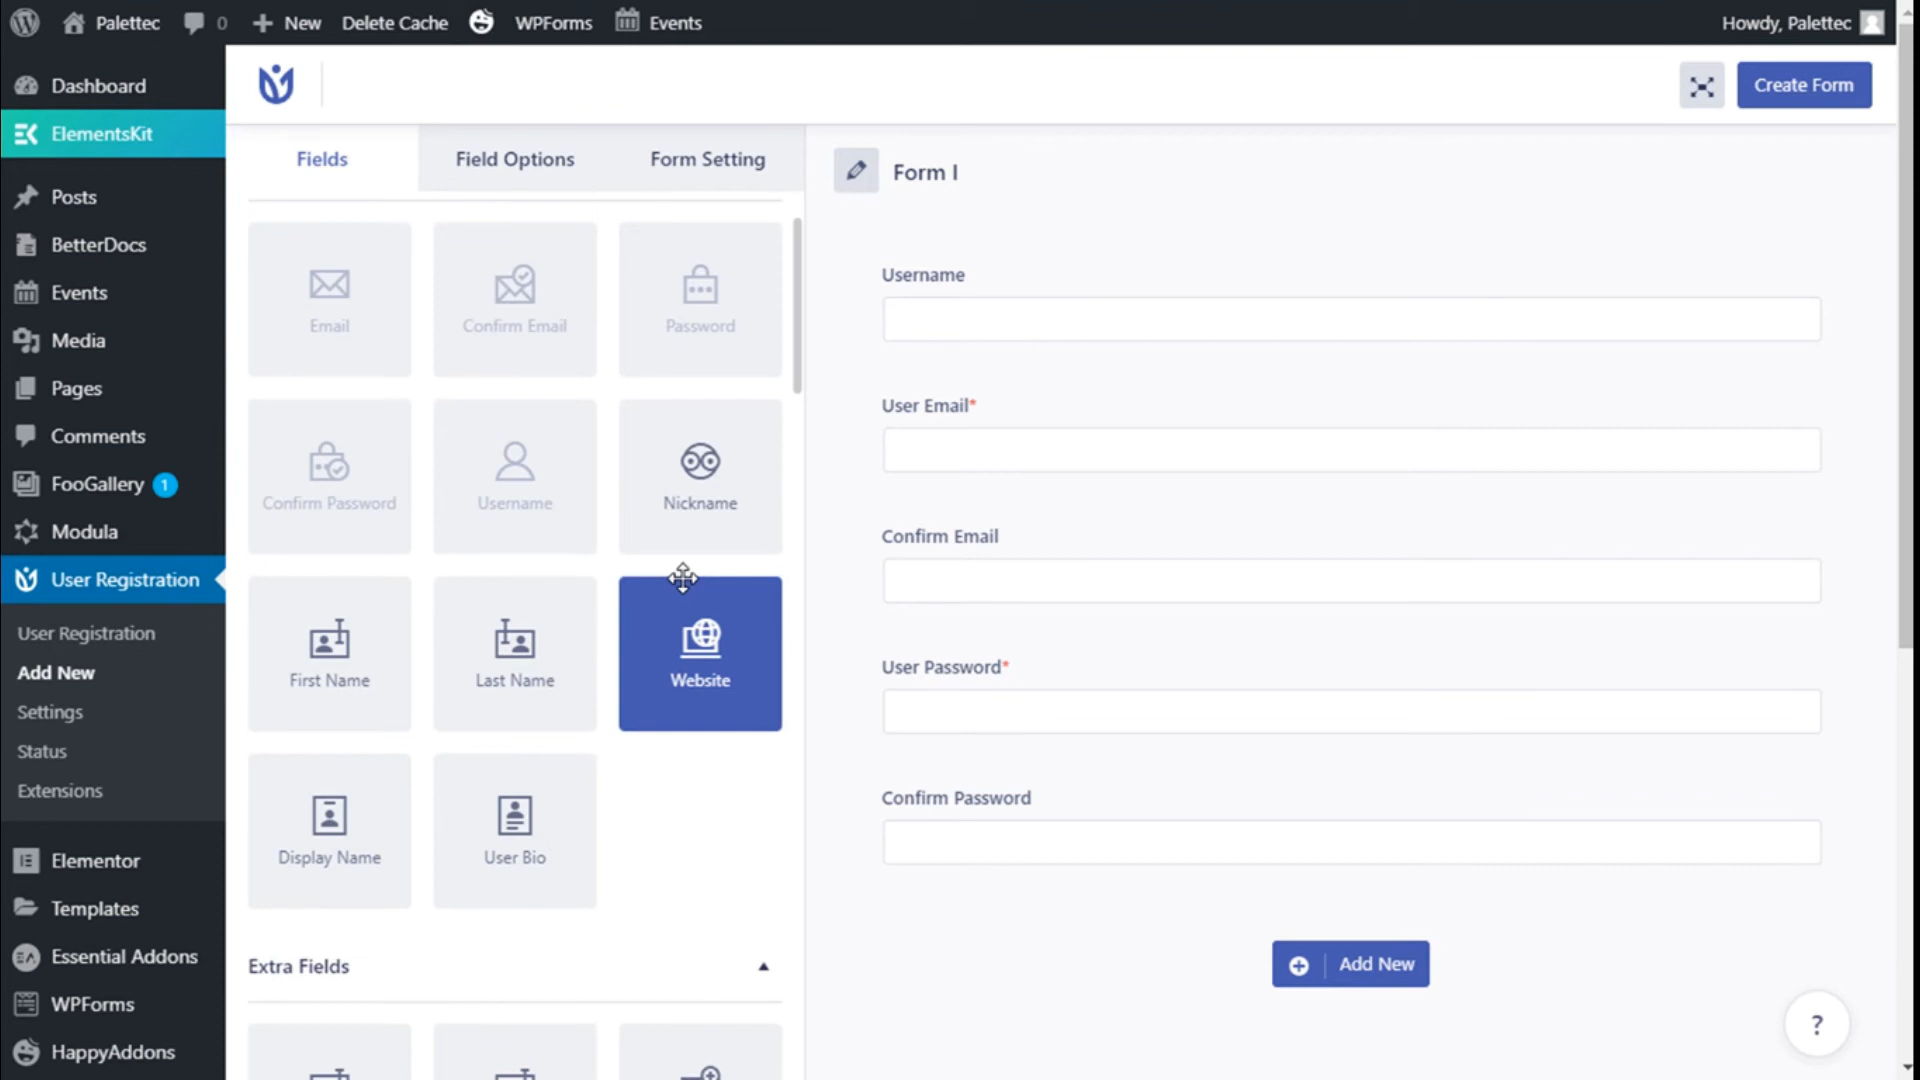 Palettec
0
New
Delete Cache
WPForms
Events
Howdy, Palettec
Dashboard
ElementsKit
Posts
BetterDocs
Events
Media
Pages
Comments
FooGallery 1
Modula
User Registration
User Registration
Add New
Settings
Status
Extensions
Elementor
Templates
Essential Addons
WPForms
HappyAddons
Create Form
Fields
Field Options
Form Setting
Email
Confirm Email
Password
Confirm Password
Username
Nickname
First Name
Last Name
Website
Display Name
User Bio
Extra Fields
Form I
Username
User Email*
Confirm Email
User Password*
Confirm Password
Add New
?